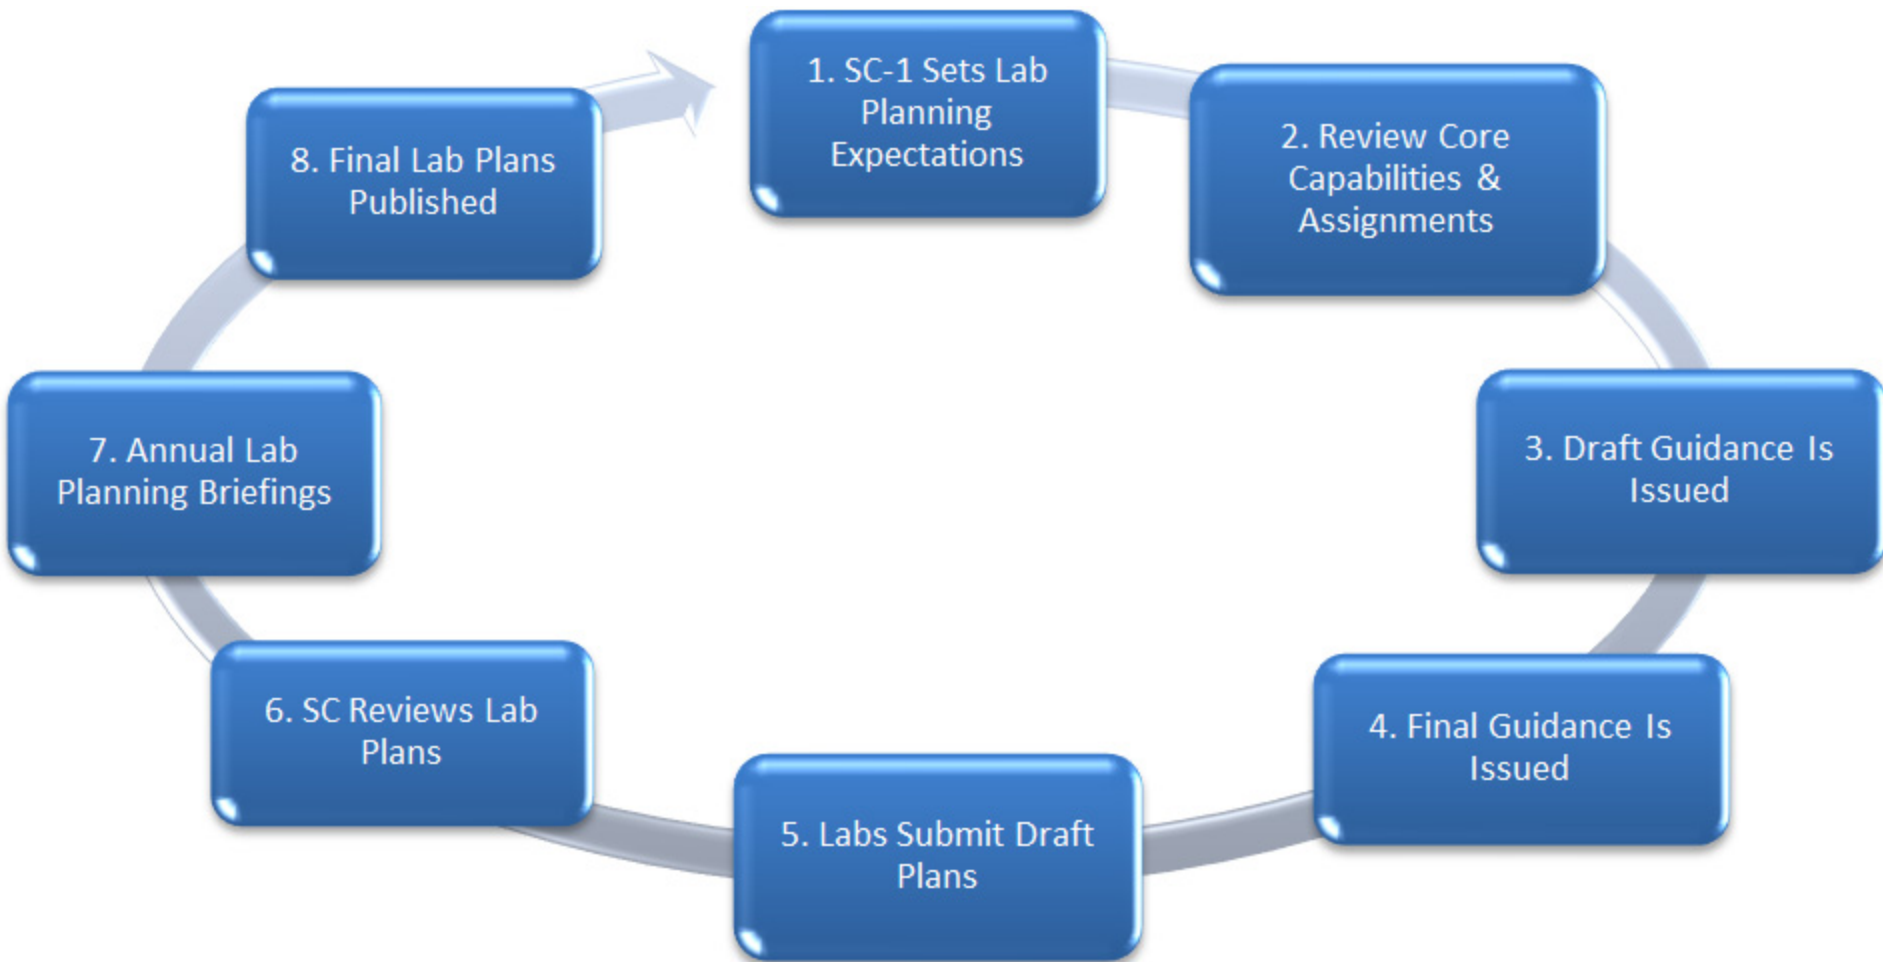 1. SC-1 Sets Lab
Planning
Expectations
2. Review Core
Capabilities &
Assignments
3. Draft Guidance Is
Issued
4. Final Guidance Is
Issued
5. Labs Submit Draft
Plans
6. SC Reviews Lab
Plans
7. Annual Lab
Planning Briefings
8. Final Lab Plans
Published